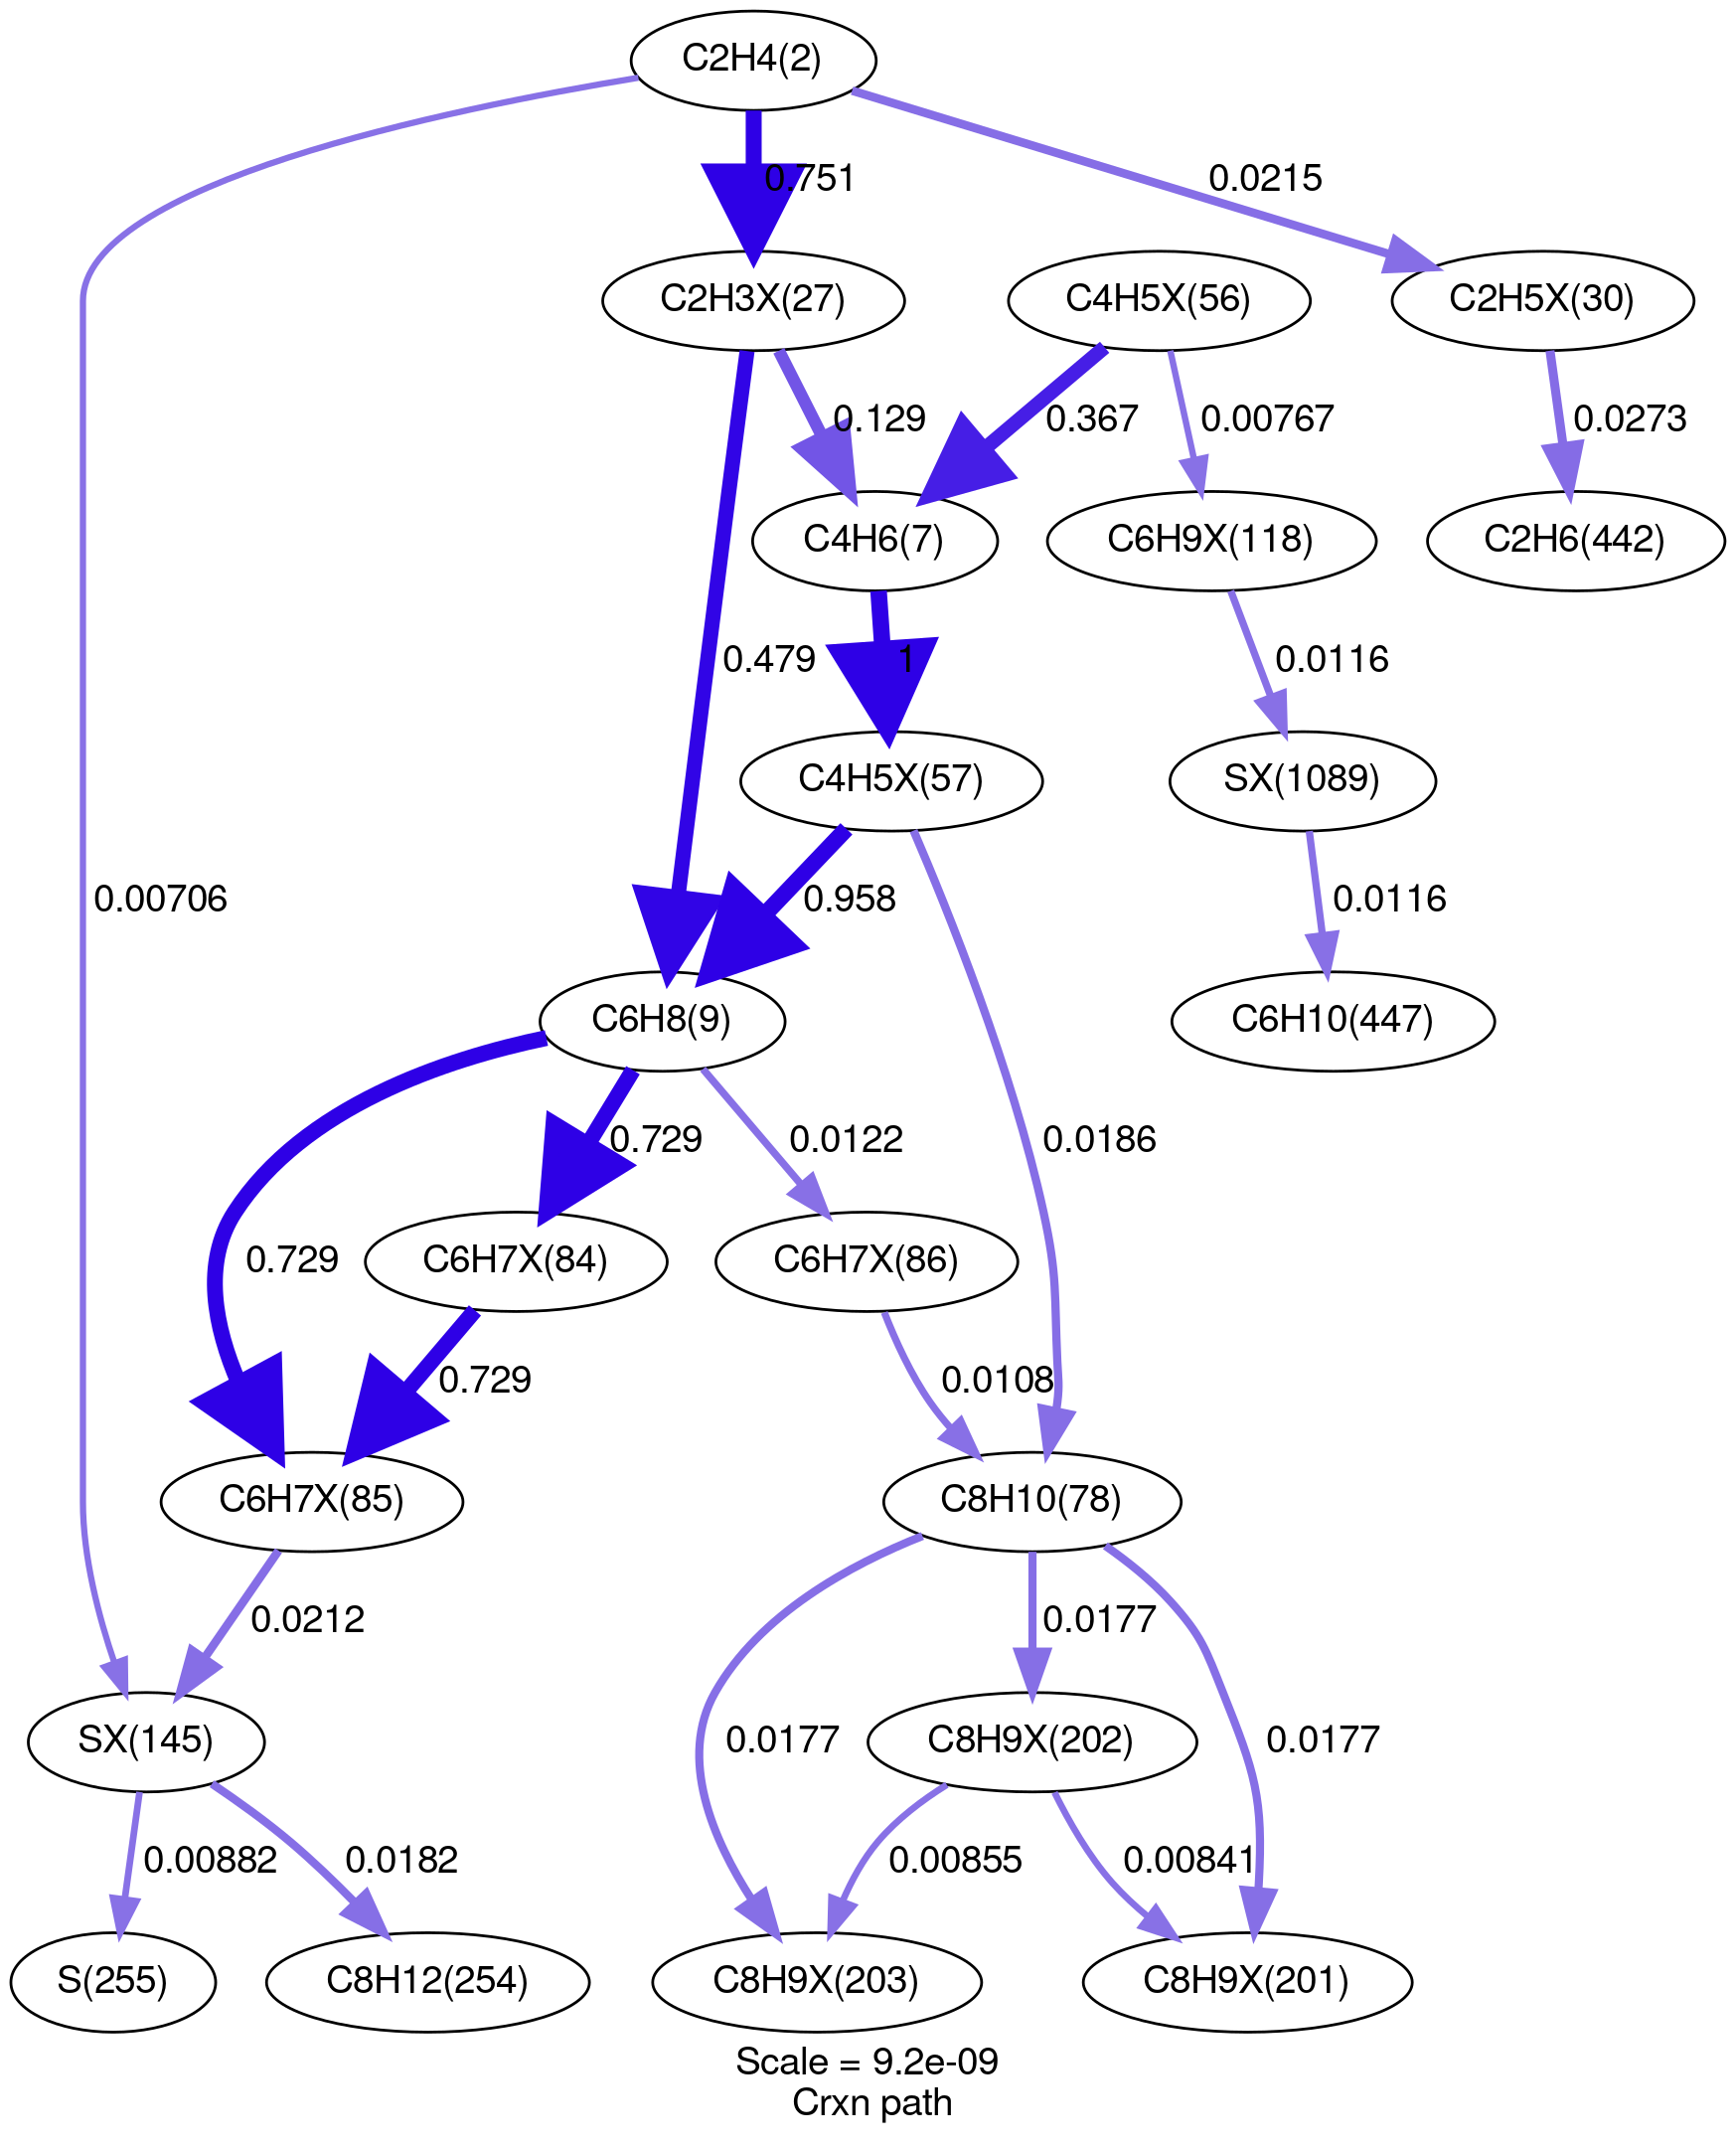 C2H4(2)
0.751
0.0215
C2H3X(27)
C4H5X(56)
C2H5X(30)
0.129
0.367
0.00767
0.0273
C4H6(7)
C6H9X(118)
C2H6(442)
0.479
1
0.0116
C4H5X(57)
SX(1089)
0.00706
0.958
0.0116
C6H8(9)
C6H10(447)
0.729
0.0122
0.0186
0.729
C6H7X(84)
C6H7X(86)
0.729
0.0108
C6H7X(85)
C8H10(78)
0.0212
0.0177
SX(145)
0.0177
C8H9X(202)
0.0177
0.00882
0.0182
0.00855
0.00841
S(255)
C8H12(254)
C8H9X(203)
C8H9X(201)
Scale = 9.2e-09
Crxn path